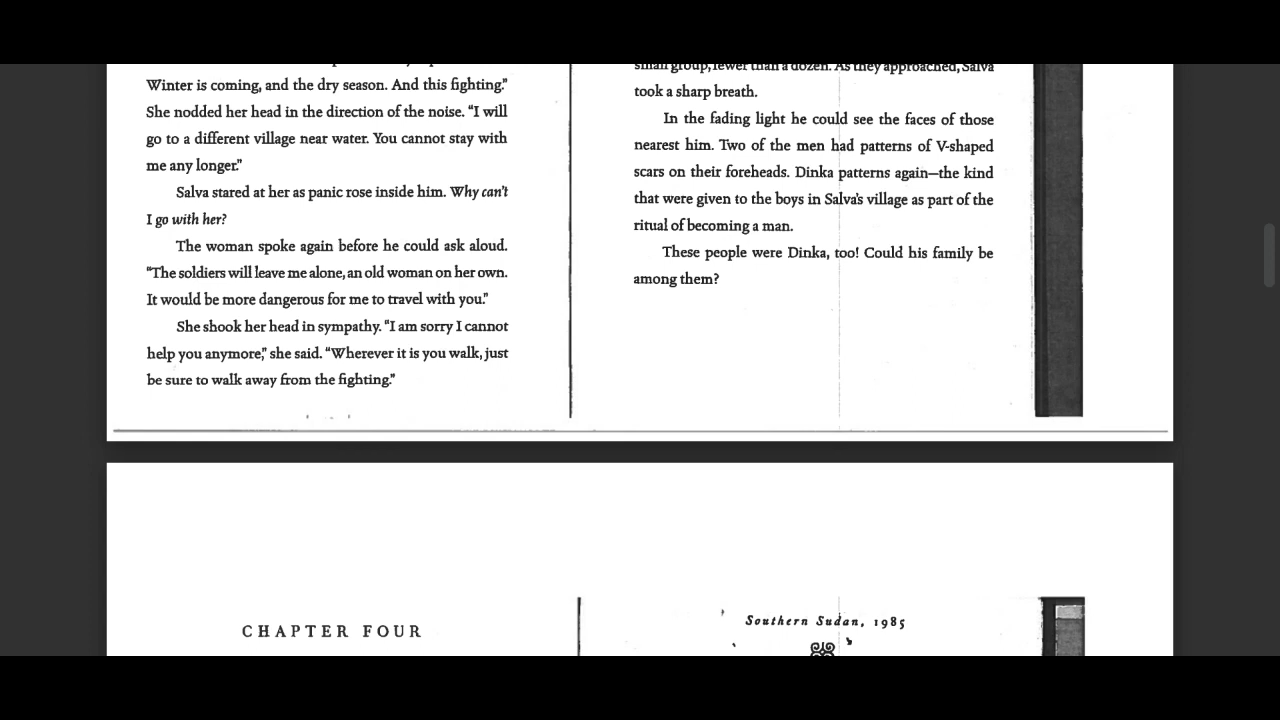 Winter is coming, and the dry season. And this fighting."
She nodded her head in the direction of the noise. "I will
go to a different village near water. You cannot stay with
me any longer."
Salva stared at her as panic rose inside him. Why can't
I go with her?
The woman spoke again before he could ask aloud.
"The soldiers will leave me alone, an old woman on her own.
It would be more dangerous for me to travel with you."
She shook her head in sympathy. "I am sorry I cannot
help you anymore," she said. "Wherever it is you walk, just
be sure to walk away from the fighting."
small group, fewer than a dozen. As they approached, Salva
took a sharp breath.
In the fading light he could see the faces of those
nearest him. Two of the men had patterns of V-shaped
scars on their foreheads. Dinka patterns again—the kind
that were given to the boys in Salva's village as part of the
ritual of becoming a man.
These people were Dinka, too! Could his family be
among them?
CHAPTER FOUR
Southern Sudan, 1985